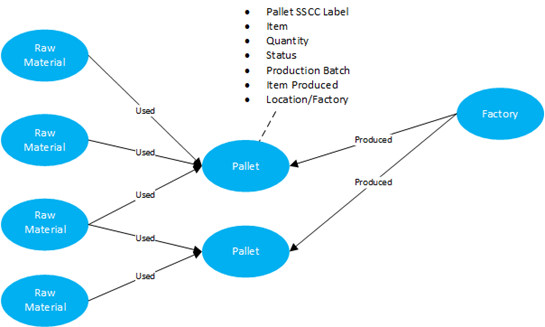 • Pallet SSCC Label
• Item
• Quantity
• Status
• Production Batch
• Item Produced
• Location/Factory
Raw
Material
Used
Raw
Material
Used
Raw
Material
Used
Used
Raw
Material
Used
Pallet
Pallet
Produced
Produced
Factory